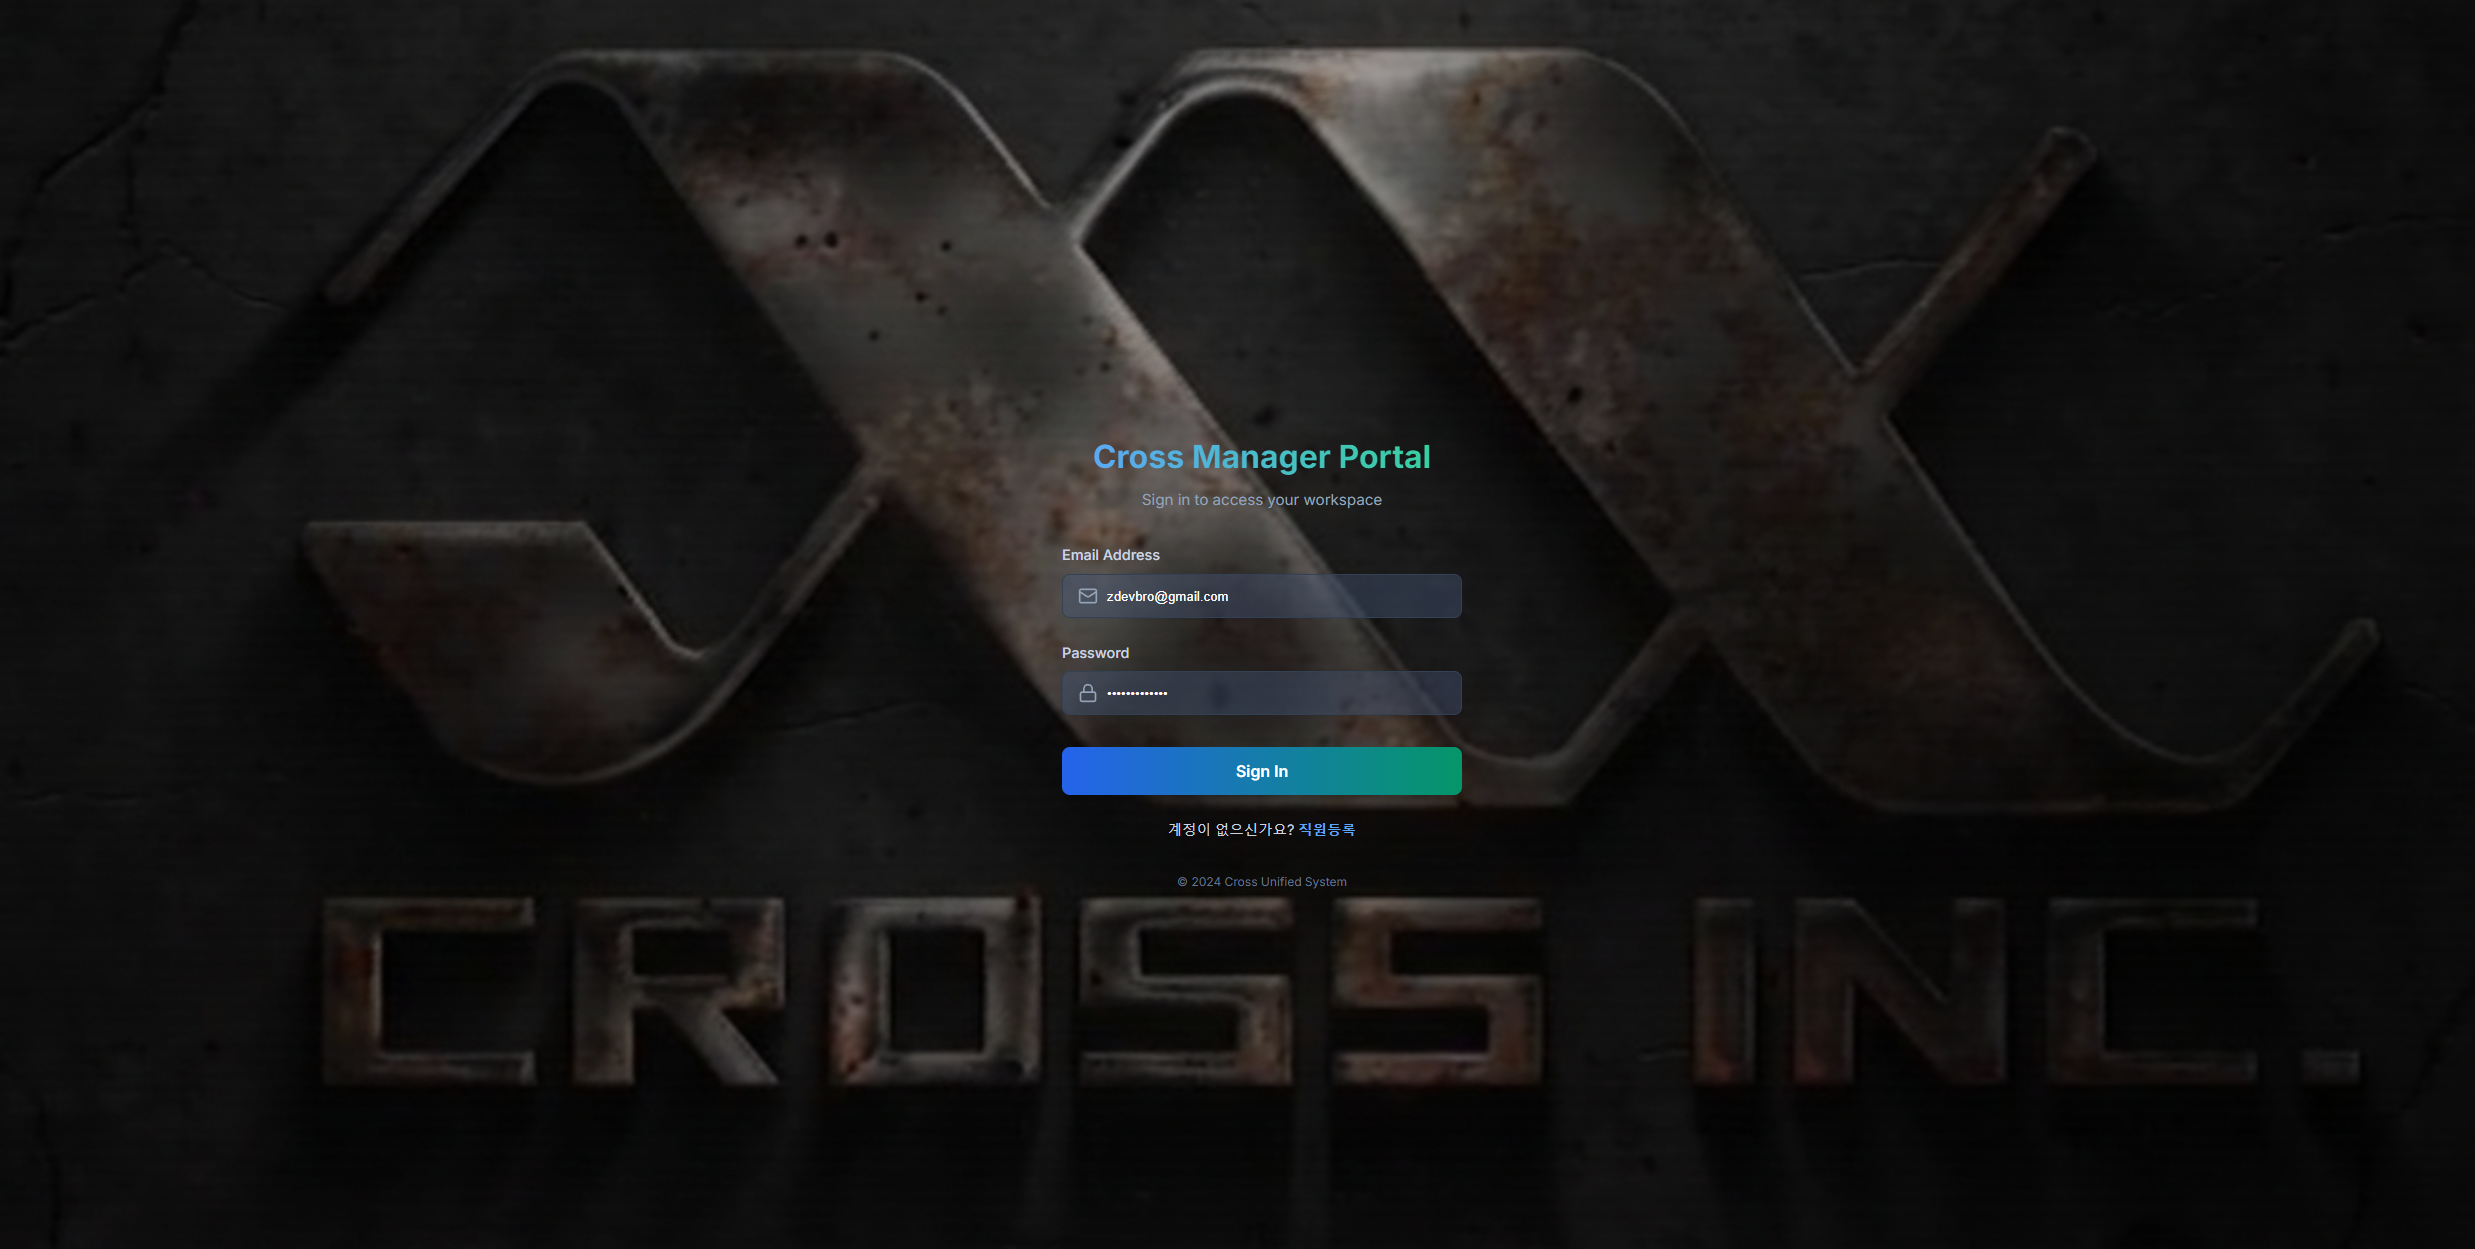 Cross Manager Portal
Sign in to access your workspace
Email Address
zdevbro@gmail.com
Password
•••••••••••••
Sign In
계정이 없으신가요? 직원등록
© 2024 Cross Unified System
CROSS INC.